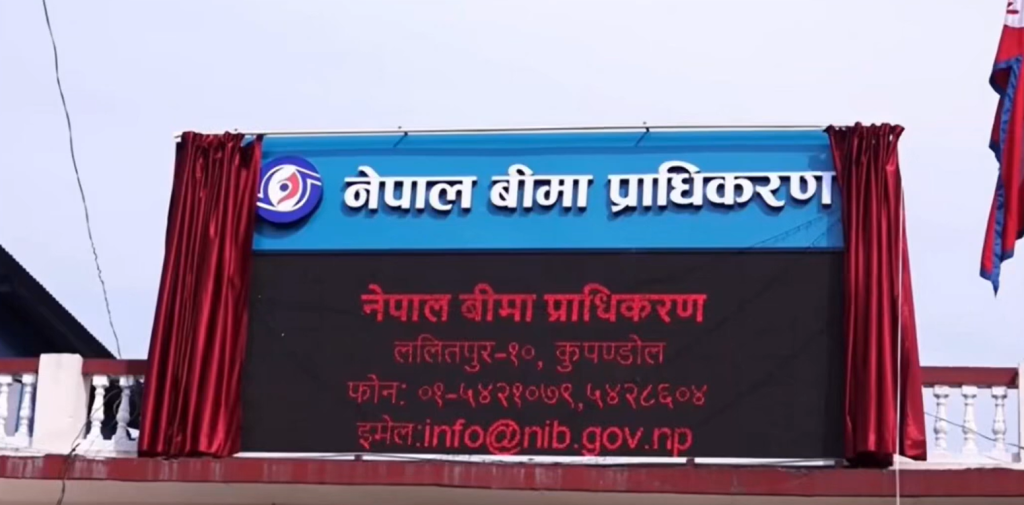 नेपाल बीमा प्राधिकरण
नेपाल बीमा प्राधिकरण
ललितपुर-१०, कुपण्डोल
फोन: ०१-५४२१०७९,५४२८६०४
इमेल:info@nib.gov.np